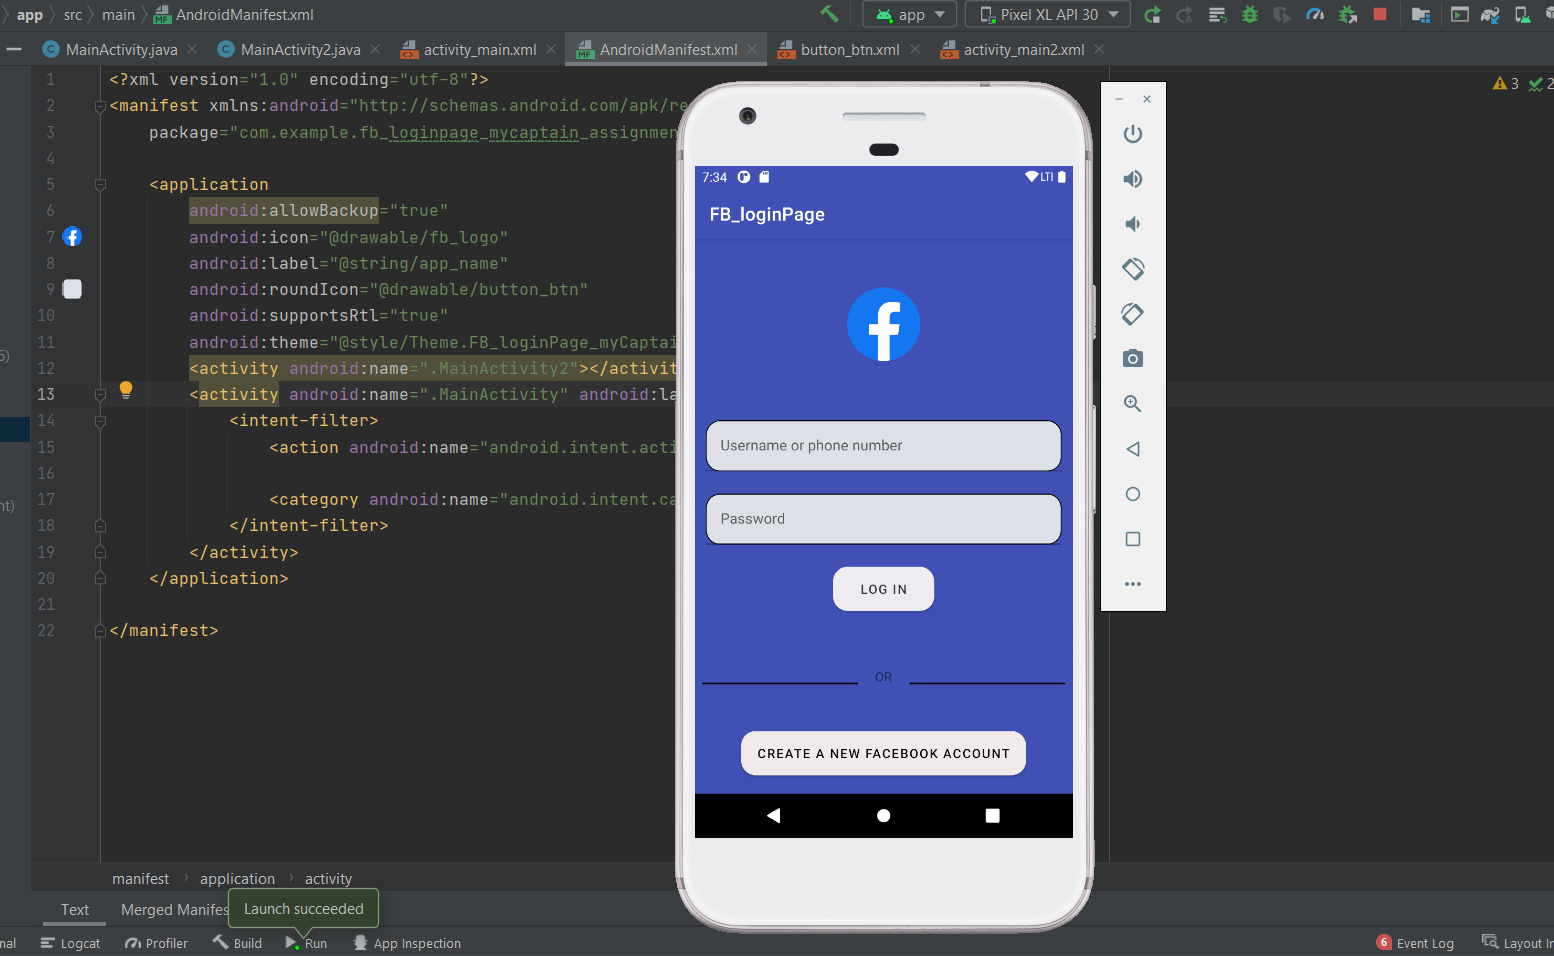 app src main AndroidManifest.xml
app Pixel XL API 30
MainActivity.java MainActivity2.java activity_main.xml AndroidManifest.xml button_btn.xml activity_main2.xml
1 <?xml version="1.0" encoding="utf-8"?>
2 <manifest xmlns:android="http://schemas.android.com/apk/re
3 package="com.example.fb_loginpage_mycaptain_assignmen
4
5 <application
6 android:allowBackup="true"
7 android:icon="@drawable/fb_logo"
8 android:label="@string/app_name"
9 android:roundIcon="@drawable/button_btn"
10 android:supportsRtl="true"
11 android:theme="@style/Theme.FB_loginPage_myCaptai
12 <activity android:name=".MainActivity2"></activit
13 <activity android:name=".MainActivity" android:la
14 <intent-filter>
15 <action android:name="android.intent.acti
16
17 <category android:name="android.intent.ca
18 </intent-filter>
19 </activity>
20 </application>
21
22 </manifest>
3 2
5)
nt)
7:34 LTE
FB_loginPage
Username or phone number
Password
LOG IN
OR
CREATE A NEW FACEBOOK ACCOUNT
manifest application activity
Text Merged Manifes
Launch succeeded
nal Logcat Profiler Build Run App Inspection
6 Event Log Layout In